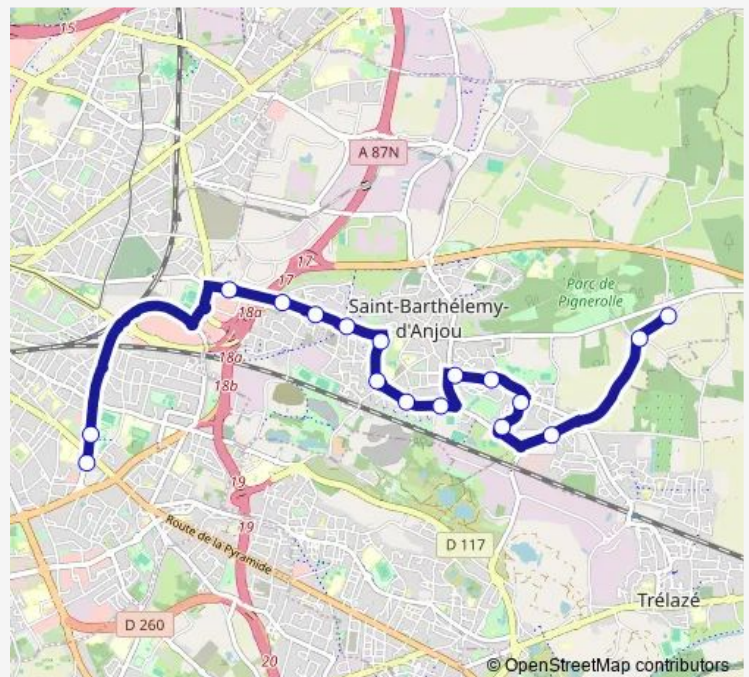 15
A 87N
17
17
Parc de
Pignerolle
Saint-Barthélemy-
d'Anjou
18a
18a
18b
19
19
Route de la Pyramide
D 117
Trélazé
D 260
20
© OpenStreetMap contributors